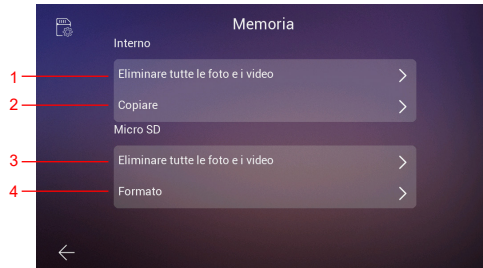 Memoria
Interno
1 Eliminare tutte le foto e i video
2 Copiare
Micro SD
3 Eliminare tutte le foto e i video
4 Formato